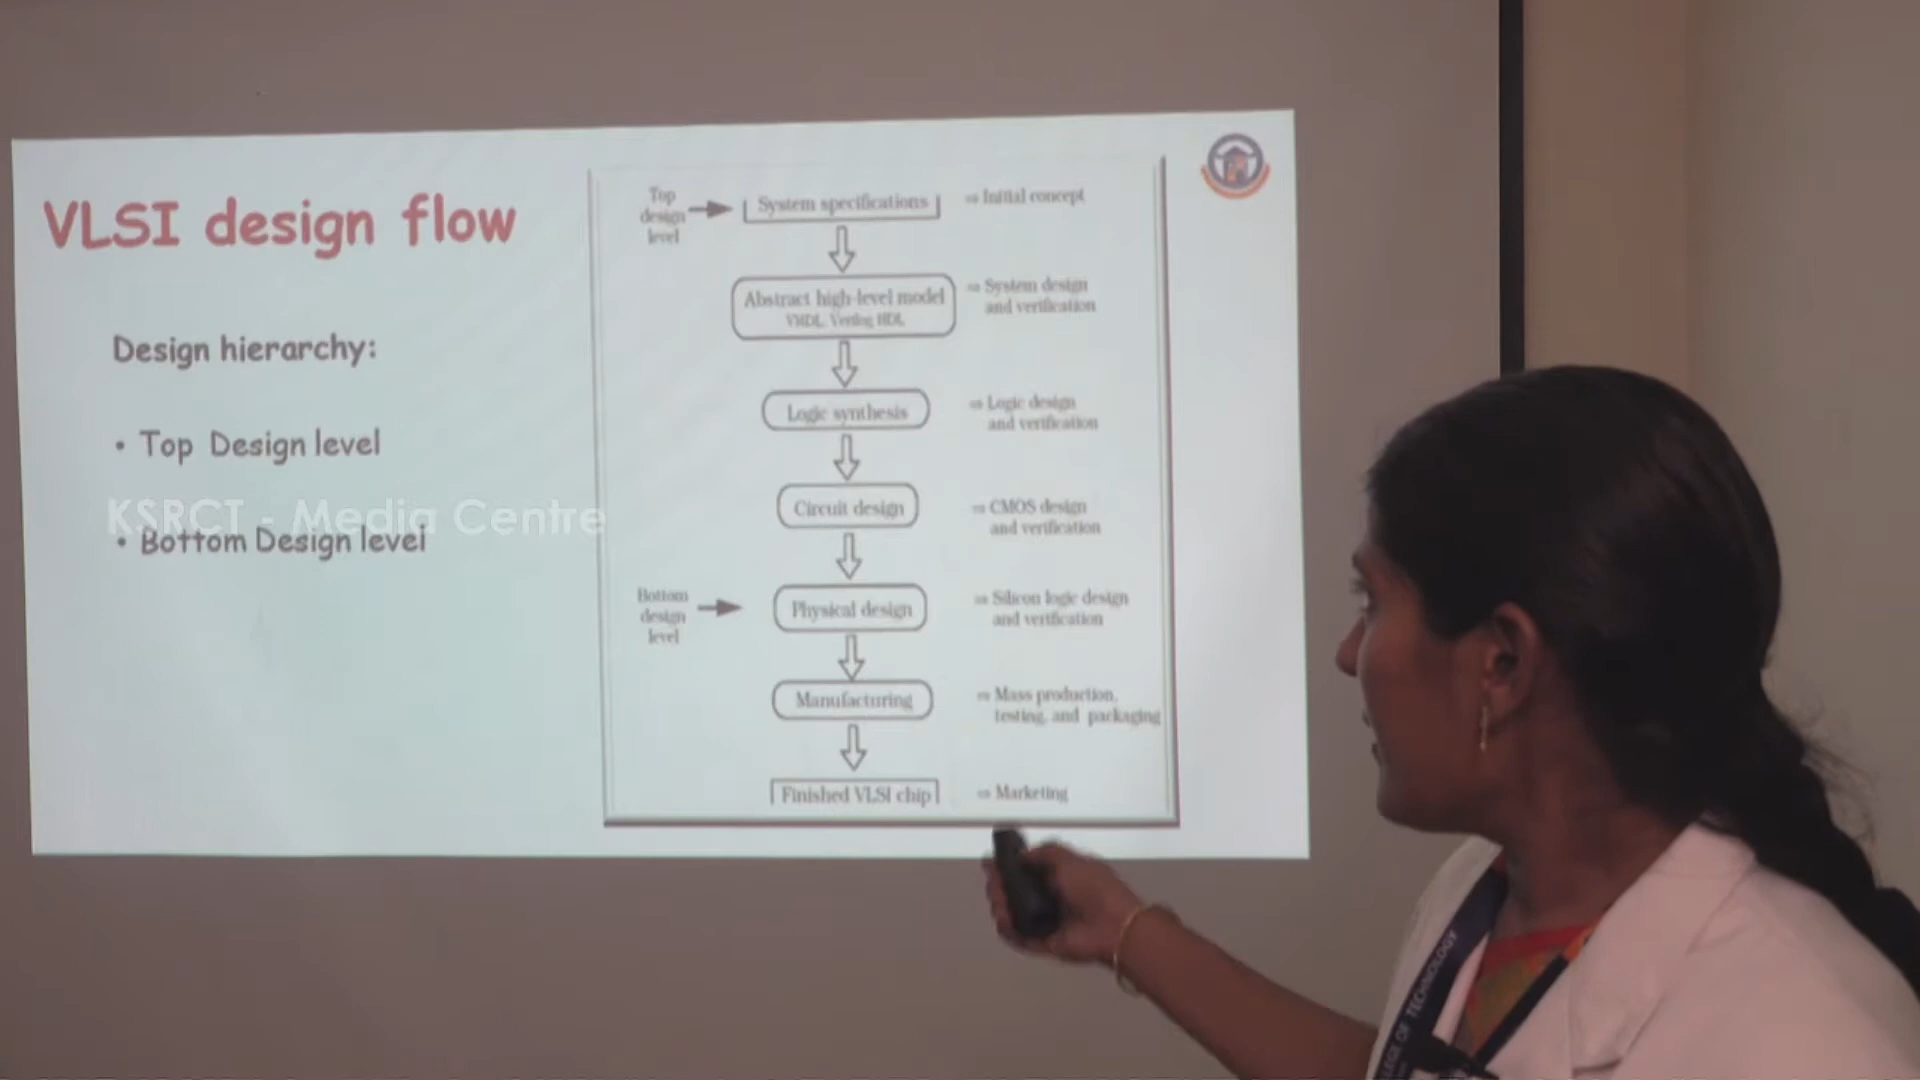 VLSI design flow
Design hierarchy:
• Top Design level
• Bottom Design level
KSRCT - Media Centre
Top
design
level
System specifications
⇨ Initial concept
Abstract high-level model
VHDL, Verilog HDL
⇨ System design
and verification
Logic synthesis
⇨ Logic design
and verification
Circuit design
⇨ CMOS design
and verification
Bottom
design
level
Physical design
⇨ Silicon logic design
and verification
Manufacturing
⇨ Mass production,
testing, and packaging
Finished VLSI chip
⇨ Marketing
OF TECHNOLOGY